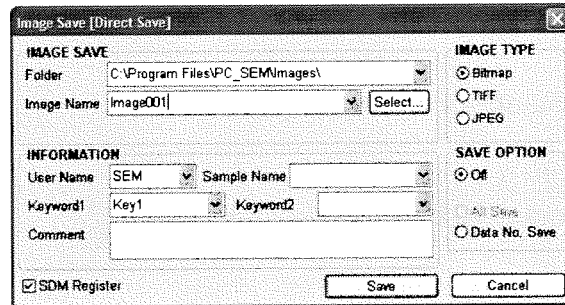 Image Save [Direct Save]
IMAGE SAVE
Folder C:\Program Files\PC_SEM\Images\
Image Name Image001 Select...
IMAGE TYPE
Bitmap
TIFF
JPEG
INFORMATION
User Name SEM Sample Name
Keyword1 Key1 Keyword2
Comment
SAVE OPTION
Off
All Save
Data No. Save
SDM Register Save Cancel